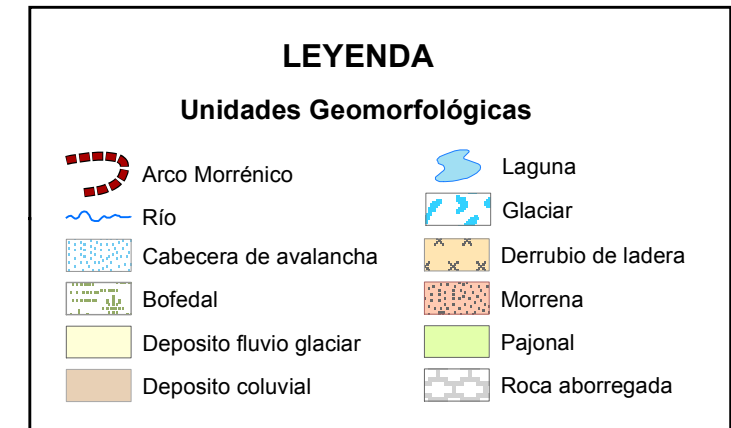 LEYENDA
Unidades Geomorfológicas
Arco Morrénico
Río
Cabecera de avalancha
Bofedal
Deposito fluvio glaciar
Deposito coluvial
Laguna
Glaciar
Derrubio de ladera
Morrena
Pajonal
Roca aborregada